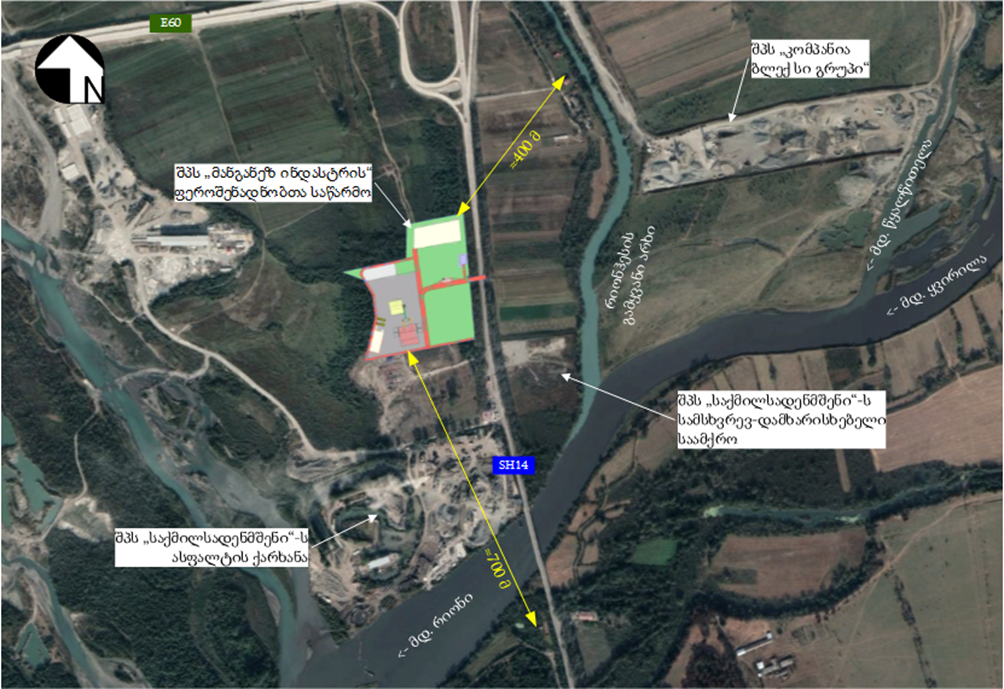 E60
N
შპს „კომპანია
ბლექ სი გრუპი“
≈400 მ
შპს „მანგანეზ ინდასტრის“
ფეროშენადნობთა საწარმო
<- მდ. წყალწითელა
რიონჰესის
გამყვანი არხი
<- მდ. ყვირილა
შპს „საქმილსადენმშენი“-ს
სამსხვრევ-დამხარისხებელი
საამქრო
SH14
შპს „საქმილსადენმშენი“-ს
ასფალტის ქარხანა
≈700 მ
<- მდ. რიონი